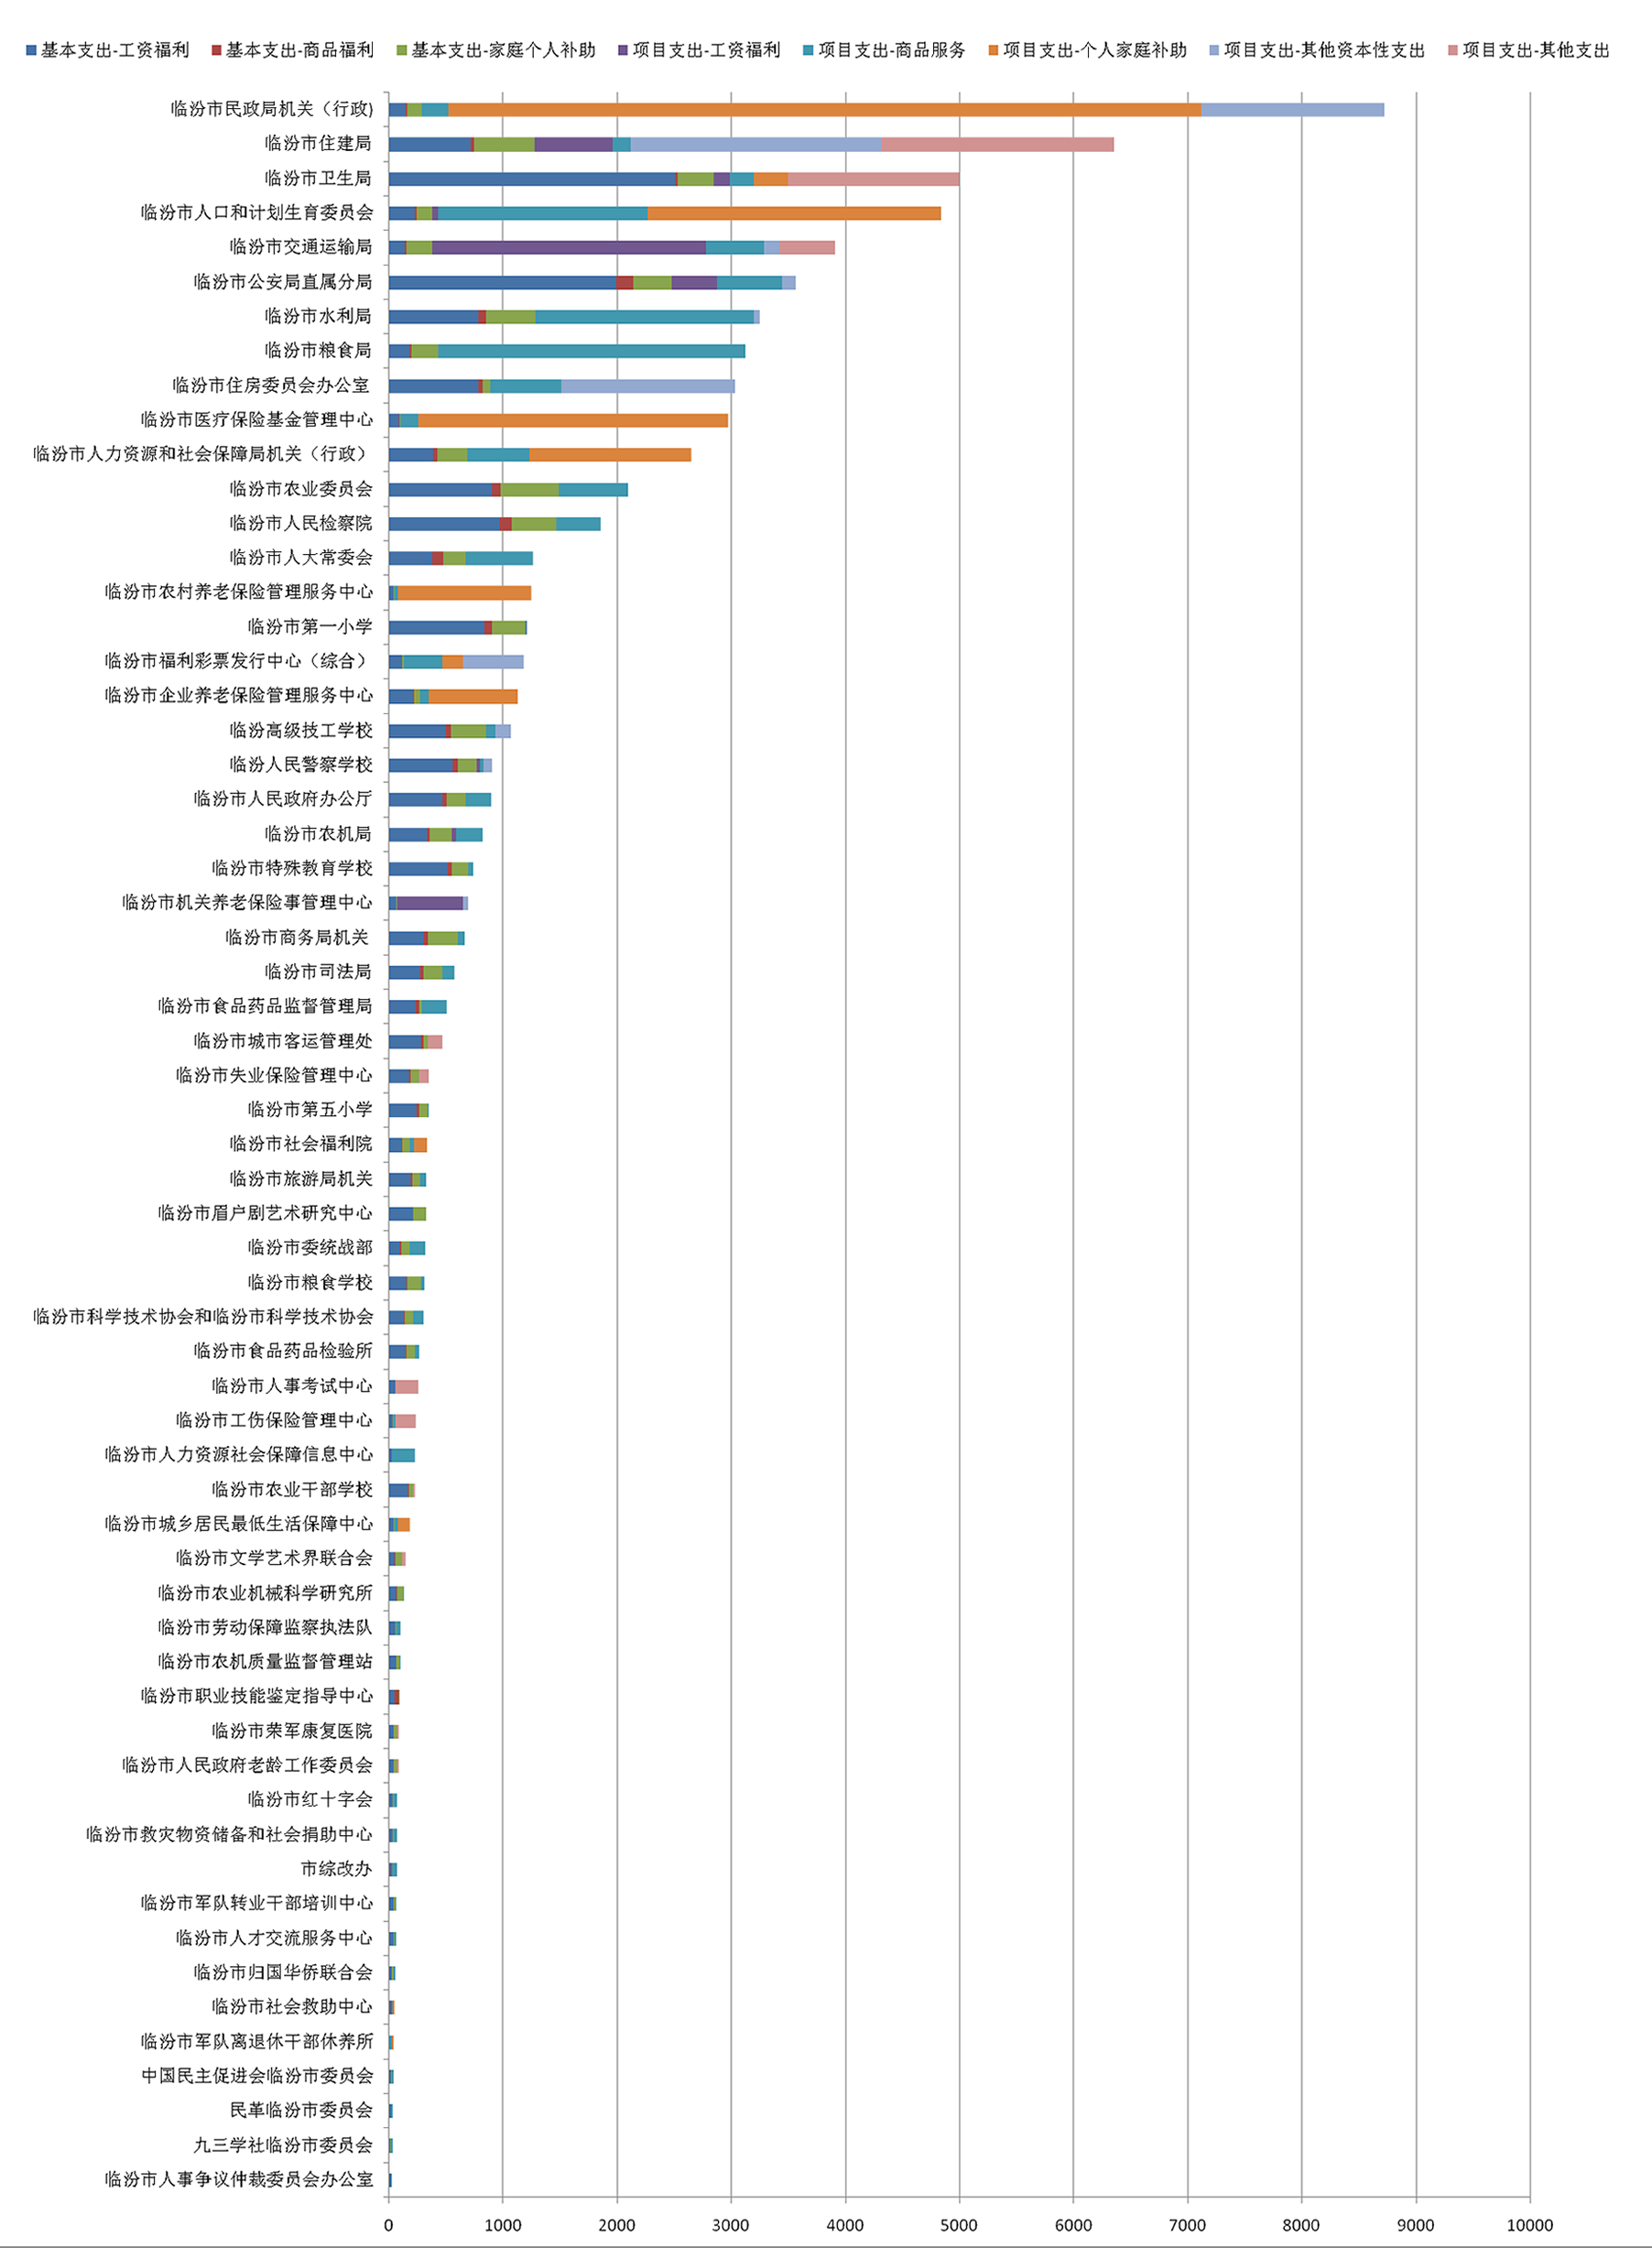 基本支出-工资福利 基本支出-商品福利 基本支出-家庭个人补助 项目支出-工资福利 项目支出-商品服务 项目支出-个人家庭补助 项目支出-其他资本性支出 项目支出-其他支出
临汾市民政局机关（行政)
临汾市住建局
临汾市卫生局
临汾市人口和计划生育委员会
临汾市交通运输局
临汾市公安局直属分局
临汾市水利局
临汾市粮食局
临汾市住房委员会办公室
临汾市医疗保险基金管理中心
临汾市人力资源和社会保障局机关（行政）
临汾市农业委员会
临汾市人民检察院
临汾市人大常委会
临汾市农村养老保险管理服务中心
临汾市第一小学
临汾市福利彩票发行中心（综合）
临汾市企业养老保险管理服务中心
临汾高级技工学校
临汾人民警察学校
临汾市人民政府办公厅
临汾市农机局
临汾市特殊教育学校
临汾市机关养老保险事管理中心
临汾市商务局机关
临汾市司法局
临汾市食品药品监督管理局
临汾市城市客运管理处
临汾市失业保险管理中心
临汾市第五小学
临汾市社会福利院
临汾市旅游局机关
临汾市眉户剧艺术研究中心
临汾市委统战部
临汾市粮食学校
临汾市科学技术协会和临汾市科学技术协会
临汾市食品药品检验所
临汾市人事考试中心
临汾市工伤保险管理中心
临汾市人力资源社会保障信息中心
临汾市农业干部学校
临汾市城乡居民最低生活保障中心
临汾市文学艺术界联合会
临汾市农业机械科学研究所
临汾市劳动保障监察执法队
临汾市农机质量监督管理站
临汾市职业技能鉴定指导中心
临汾市荣军康复医院
临汾市人民政府老龄工作委员会
临汾市红十字会
临汾市救灾物资储备和社会捐助中心
市综改办
临汾市军队转业干部培训中心
临汾市人才交流服务中心
临汾市归国华侨联合会
临汾市社会救助中心
临汾市军队离退休干部休养所
中国民主促进会临汾市委员会
民革临汾市委员会
九三学社临汾市委员会
临汾市人事争议仲裁委员会办公室
0 1000 2000 3000 4000 5000 6000 7000 8000 9000 10000